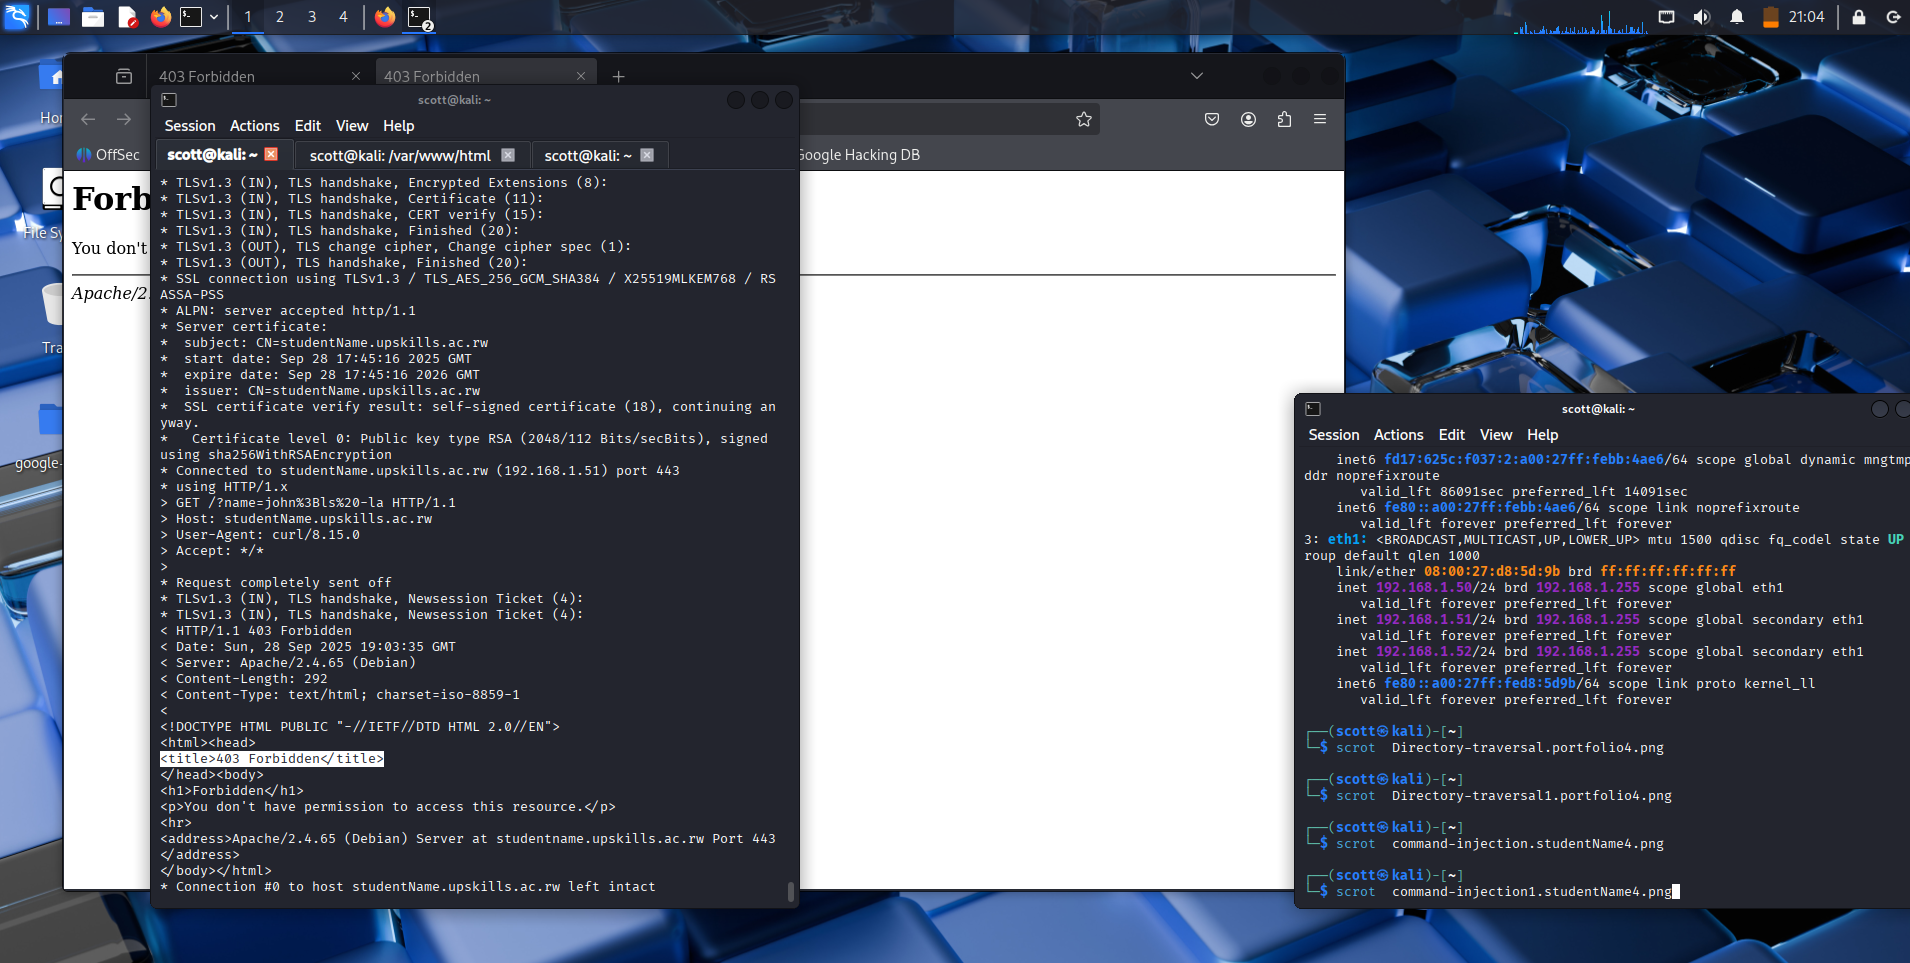 1 2 3 4
2
21:04
403 Forbidden
403 Forbidden
OffSec
Google Hacking DB
Forb
You don't
Apache/2.
File Sy
Tra
google-
scott@kali: ~
Session Actions Edit View Help
scott@kali: ~
scott@kali: /var/www/html
scott@kali: ~
* TLSv1.3 (IN), TLS handshake, Encrypted Extensions (8):
* TLSv1.3 (IN), TLS handshake, Certificate (11):
* TLSv1.3 (IN), TLS handshake, CERT verify (15):
* TLSv1.3 (IN), TLS handshake, Finished (20):
* TLSv1.3 (OUT), TLS change cipher, Change cipher spec (1):
* TLSv1.3 (OUT), TLS handshake, Finished (20):
* SSL connection using TLSv1.3 / TLS_AES_256_GCM_SHA384 / X25519MLKEM768 / RS
ASSA-PSS
* ALPN: server accepted http/1.1
* Server certificate:
*  subject: CN=studentName.upskills.ac.rw
*  start date: Sep 28 17:45:16 2025 GMT
*  expire date: Sep 28 17:45:16 2026 GMT
*  issuer: CN=studentName.upskills.ac.rw
*  SSL certificate verify result: self-signed certificate (18), continuing an
yway.
*   Certificate level 0: Public key type RSA (2048/112 Bits/secBits), signed
using sha256WithRSAEncryption
* Connected to studentName.upskills.ac.rw (192.168.1.51) port 443
* using HTTP/1.x
> GET /?name=john%3Bls%20-la HTTP/1.1
> Host: studentName.upskills.ac.rw
> User-Agent: curl/8.15.0
> Accept: */*
>
* Request completely sent off
* TLSv1.3 (IN), TLS handshake, Newsession Ticket (4):
* TLSv1.3 (IN), TLS handshake, Newsession Ticket (4):
< HTTP/1.1 403 Forbidden
< Date: Sun, 28 Sep 2025 19:03:35 GMT
< Server: Apache/2.4.65 (Debian)
< Content-Length: 292
< Content-Type: text/html; charset=iso-8859-1
<
<!DOCTYPE HTML PUBLIC "-//IETF//DTD HTML 2.0//EN">
<html><head>
<title>403 Forbidden</title>
</head><body>
<h1>Forbidden</h1>
<p>You don't have permission to access this resource.</p>
<hr>
<address>Apache/2.4.65 (Debian) Server at studentname.upskills.ac.rw Port 443
</address>
</body></html>
* Connection #0 to host studentName.upskills.ac.rw left intact
scott@kali: ~
Session Actions Edit View Help
inet6 fd17:625c:f037:2:a00:27ff:febb:4ae6/64 scope global dynamic mngtmp
ddr noprefixroute
valid_lft 86091sec preferred_lft 14091sec
inet6 fe80::a00:27ff:febb:4ae6/64 scope link noprefixroute
valid_lft forever preferred_lft forever
3: eth1: <BROADCAST,MULTICAST,UP,LOWER_UP> mtu 1500 qdisc fq_codel state UP
roup default qlen 1000
link/ether 08:00:27:d8:5d:9b brd ff:ff:ff:ff:ff:ff
inet 192.168.1.50/24 brd 192.168.1.255 scope global eth1
valid_lft forever preferred_lft forever
inet 192.168.1.51/24 brd 192.168.1.255 scope global secondary eth1
valid_lft forever preferred_lft forever
inet 192.168.1.52/24 brd 192.168.1.255 scope global secondary eth1
valid_lft forever preferred_lft forever
inet6 fe80::a00:27ff:fed8:5d9b/64 scope link proto kernel_ll
valid_lft forever preferred_lft forever
┌──(scott㉿kali)-[~]
└─$ scrot  Directory-traversal.portfolio4.png
┌──(scott㉿kali)-[~]
└─$ scrot  Directory-traversal1.portfolio4.png
┌──(scott㉿kali)-[~]
└─$ scrot  command-injection.studentName4.png
┌──(scott㉿kali)-[~]
└─$ scrot  command-injection1.studentName4.png